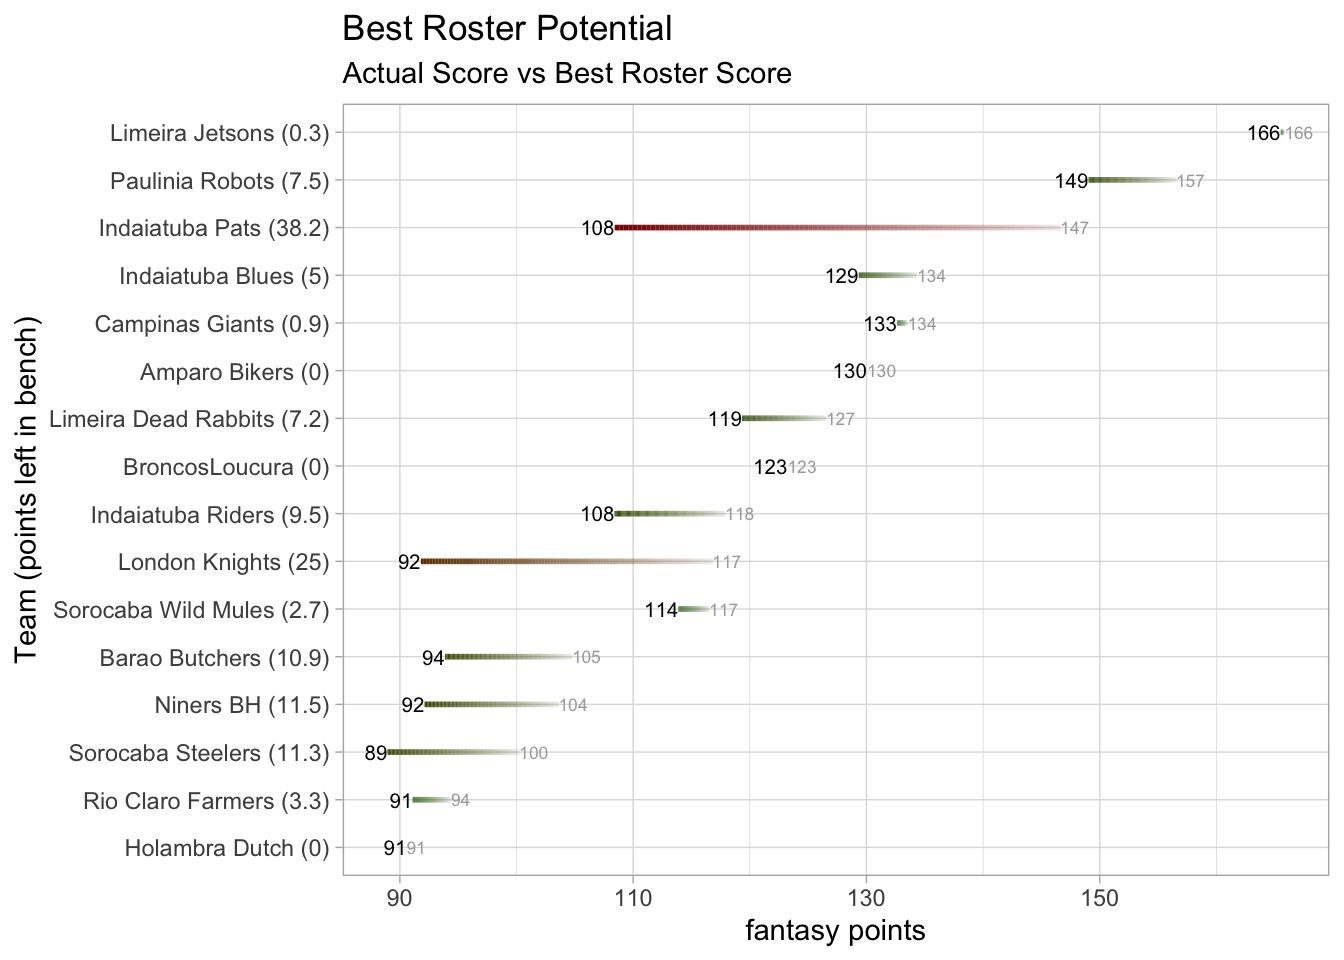 Best Roster Potential
Actual Score vs Best Roster Score
Team (points left in bench)
Limeira Jetsons (0.3) 166 166
Paulinia Robots (7.5) 149 157
Indaiatuba Pats (38.2) 108 147
Indaiatuba Blues (5) 129 134
Campinas Giants (0.9) 133 134
Amparo Bikers (0) 130 130
Limeira Dead Rabbits (7.2) 119 127
BroncosLoucura (0) 123 123
Indaiatuba Riders (9.5) 108 118
London Knights (25) 92 117
Sorocaba Wild Mules (2.7) 114 117
Barao Butchers (10.9) 94 105
Niners BH (11.5) 92 104
Sorocaba Steelers (11.3) 89 100
Rio Claro Farmers (3.3) 91 94
Holambra Dutch (0) 91 91
90 110 130 150
fantasy points